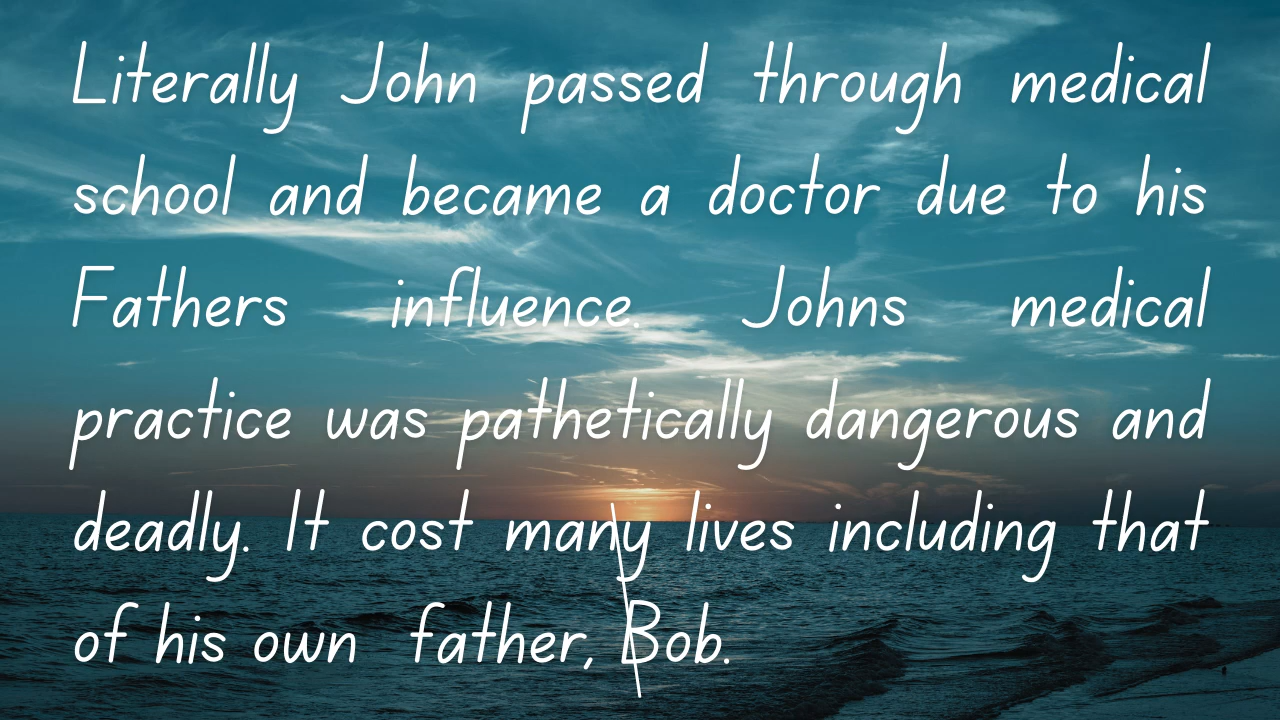 Literally John passed through medical
school and became a doctor due to his
Fathers influence. Johns medical
practice was pathetically dangerous and
deadly. It cost many lives including that
of his own father, Bob.